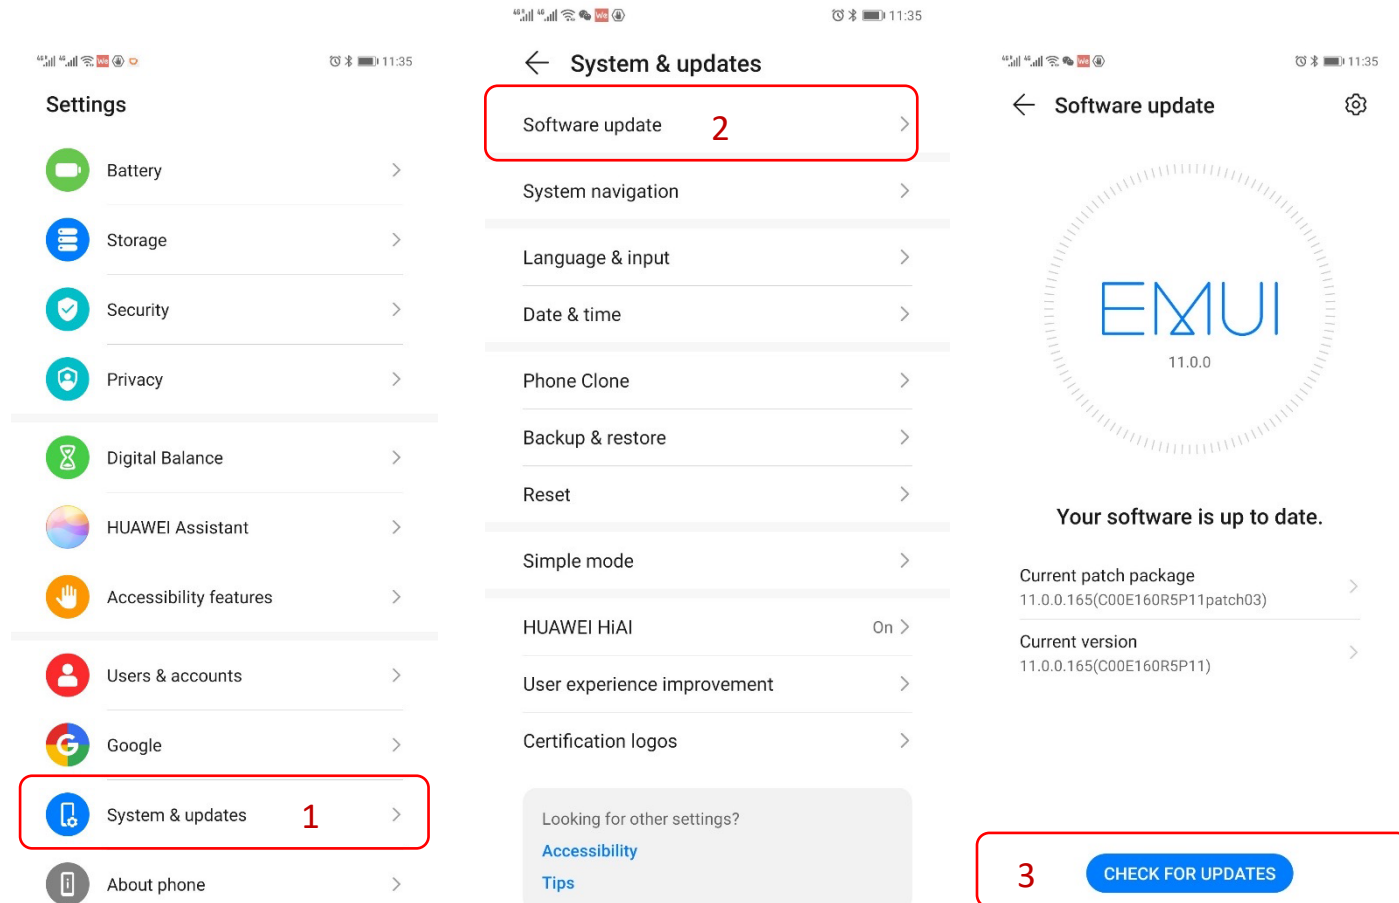 11:35
Settings
Battery
Storage
Security
Privacy
Digital Balance
HUAWEI Assistant
Accessibility features
Users & accounts
Google
System & updates 1
About phone
We 11:35
System & updates
Software update 2
System navigation
Language & input
Date & time
Phone Clone
Backup & restore
Reset
Simple mode
HUAWEI HiAI On
User experience improvement
Certification logos
Looking for other settings?
Accessibility
Tips
We 11:35
Software update
EMUI
11.0.0
Your software is up to date.
Current patch package
11.0.0.165(C00E160R5P11patch03)
Current version
11.0.0.165(C00E160R5P11)
3 CHECK FOR UPDATES